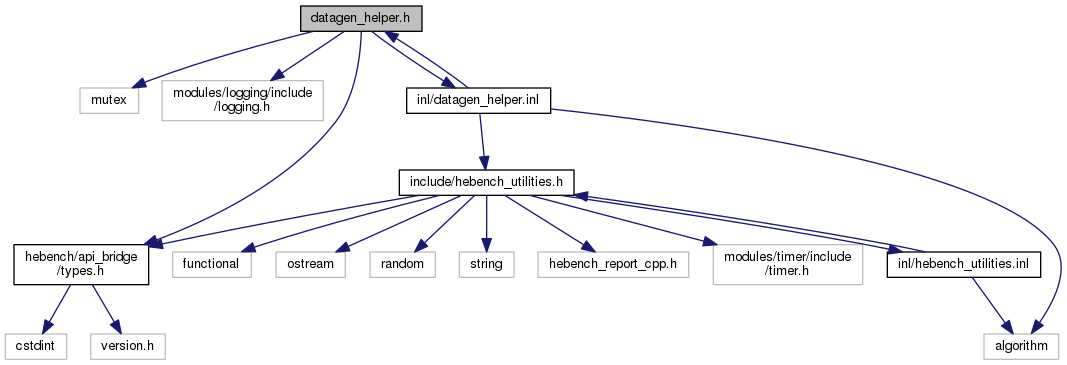 datagen_helper.h
mutex
modules/logging/include
/logging.h
inl/datagen_helper.inl
include/hebench_utilities.h
hebench/api_bridge
/types.h
functional
ostream
random
string
hebench_report_cpp.h
modules/timer/include
/timer.h
inl/hebench_utilities.inl
cstdint
version.h
algorithm